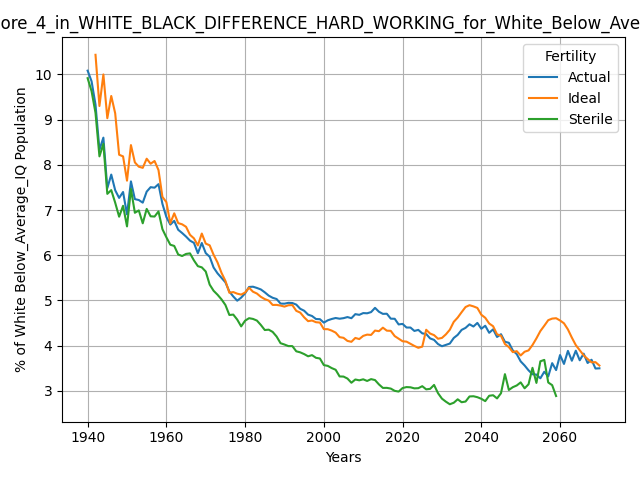 ore_4_in_WHITE_BLACK_DIFFERENCE_HARD_WORKING_for_White_Below_Ave
Fertility
Actual
Ideal
Sterile
% of White Below_Average_IQ Population
10
9
8
7
6
5
4
3
1940
1960
1980
2000
2020
2040
2060
Years